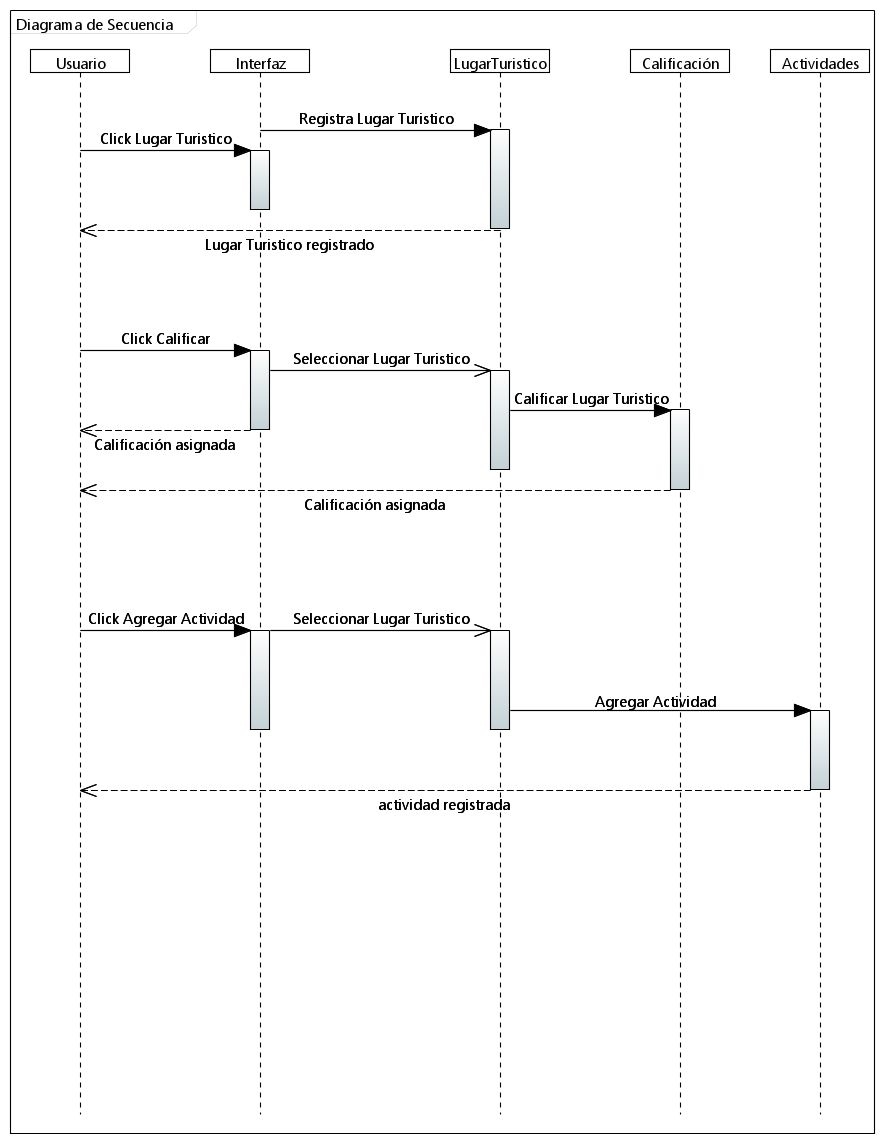 Diagrama de Secuencia
Usuario
Interfaz
LugarTuristico
Calificación
Actividades
Registra Lugar Turistico
Click Lugar Turistico
Lugar Turistico registrado
Click Calificar
Seleccionar Lugar Turistico
Calificar Lugar Turistico
Calificación asignada
Calificación asignada
Click Agregar Actividad
Seleccionar Lugar Turistico
Agregar Actividad
actividad registrada